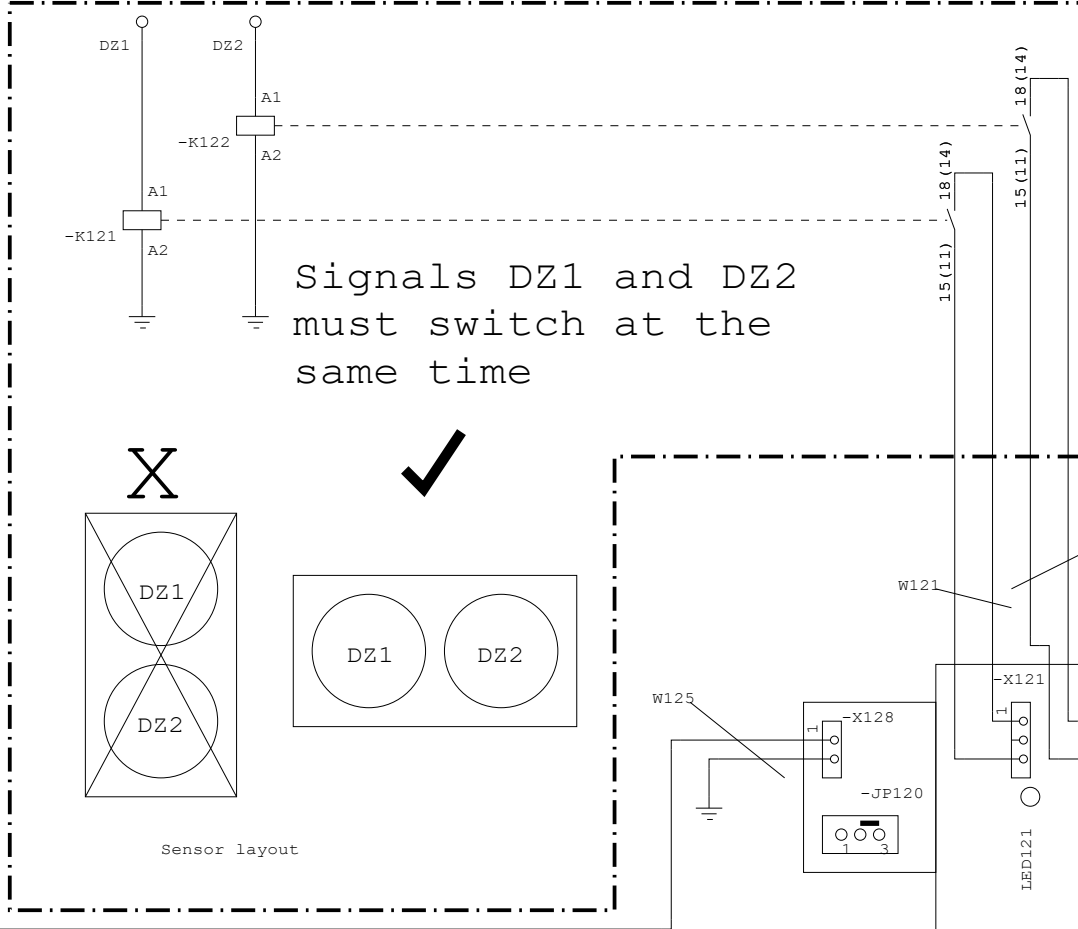 DZ1
DZ2
18(14)
A1
-K122
A2
15(11)
18(14)
A1
-K121
A2
15(11)
Signals DZ1 and DZ2
must switch at the
same time
X
DZ1
DZ2
DZ1
DZ2
W121
-X121
W125
1
-X128
1
-JP120
1
3
LED121
Sensor layout